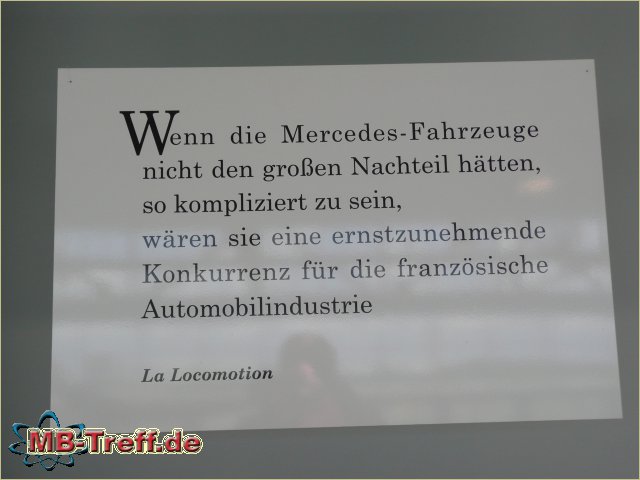 Wenn die Mercedes-Fahrzeuge
nicht den großen Nachteil hätten,
so kompliziert zu sein,
wären sie eine ernstzunehmende
Konkurrenz für die französische
Automobilindustrie
La Locomotion
MB-Treff.de